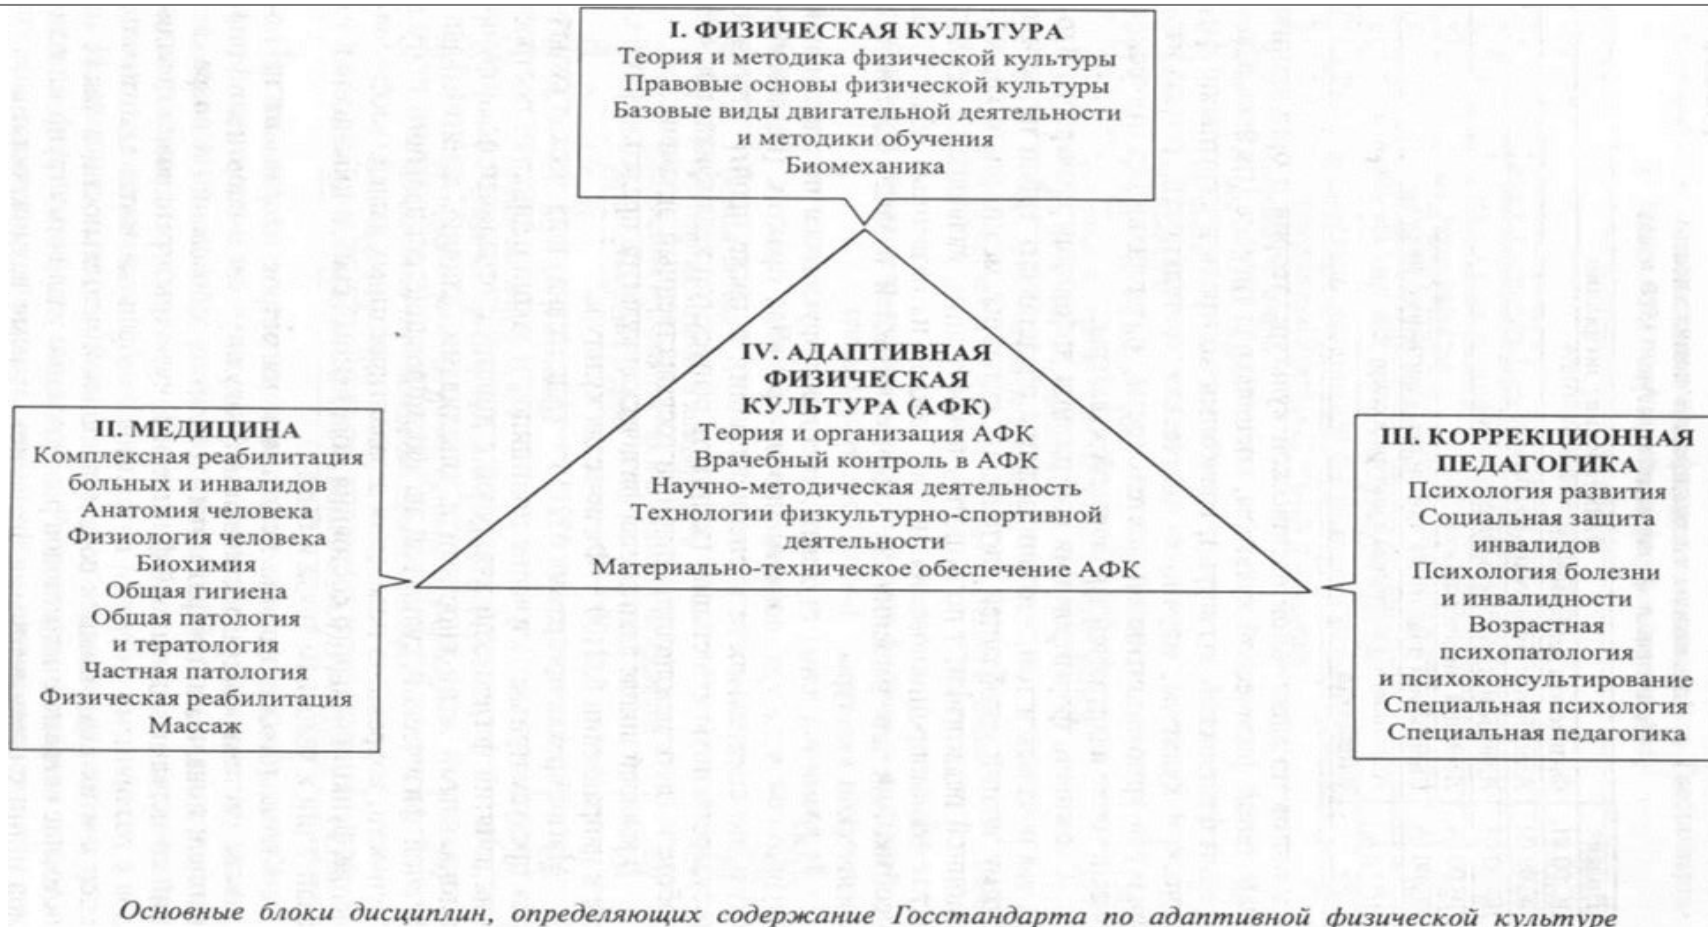 I. ФИЗИЧЕСКАЯ КУЛЬТУРА
Теория и методика физической культуры
Правовые основы физической культуры
Базовые виды двигательной деятельности
и методики обучения
Биомеханика
II. МЕДИЦИНА
Комплексная реабилитация
больных и инвалидов
Анатомия человека
Физиология человека
Биохимия
Общая гигиена
Общая патология
и тератология
Частная патология
Физическая реабилитация
Массаж
IV. АДАПТИВНАЯ
ФИЗИЧЕСКАЯ
КУЛЬТУРА (АФК)
Теория и организация АФК
Врачебный контроль в АФК
Научно-методическая деятельность
Технологии физкультурно-спортивной
деятельности
Материально-техническое обеспечение АФК
III. КОРРЕКЦИОННАЯ
ПЕДАГОГИКА
Психология развития
Социальная защита
инвалидов
Психология болезни
и инвалидности
Возрастная
психопатология
и психоконсультирование
Специальная психология
Специальная педагогика
Основные блоки дисциплин, определяющих содержание Госстандарта по адаптивной физической культуре